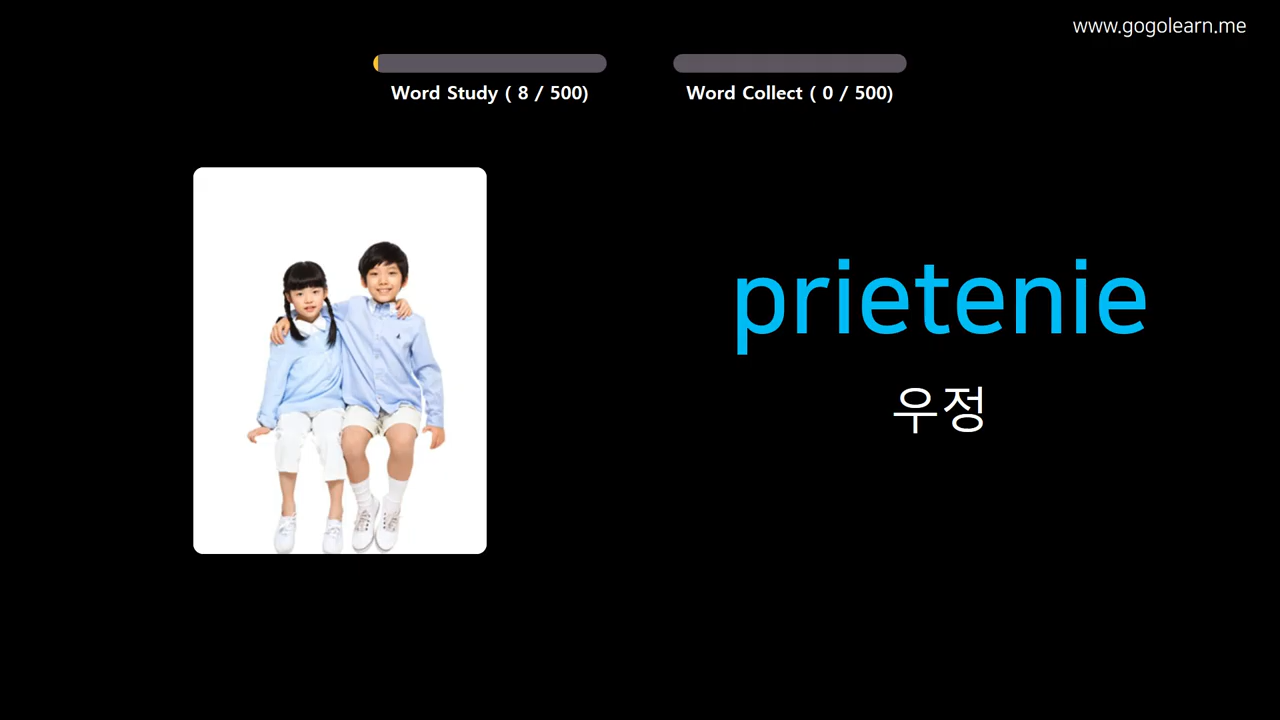 www.gogolearn.me
Word Study ( 8 / 500)
Word Collect ( 0 / 500)
prietenie
우정